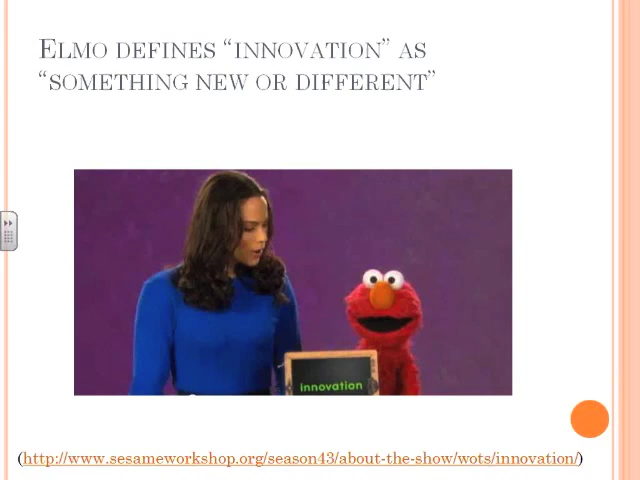 ELMO DEFINES “INNOVATION” AS
“SOMETHING NEW OR DIFFERENT”
innovation
(http://www.sesameworkshop.org/season43/about-the-show/wots/innovation/)